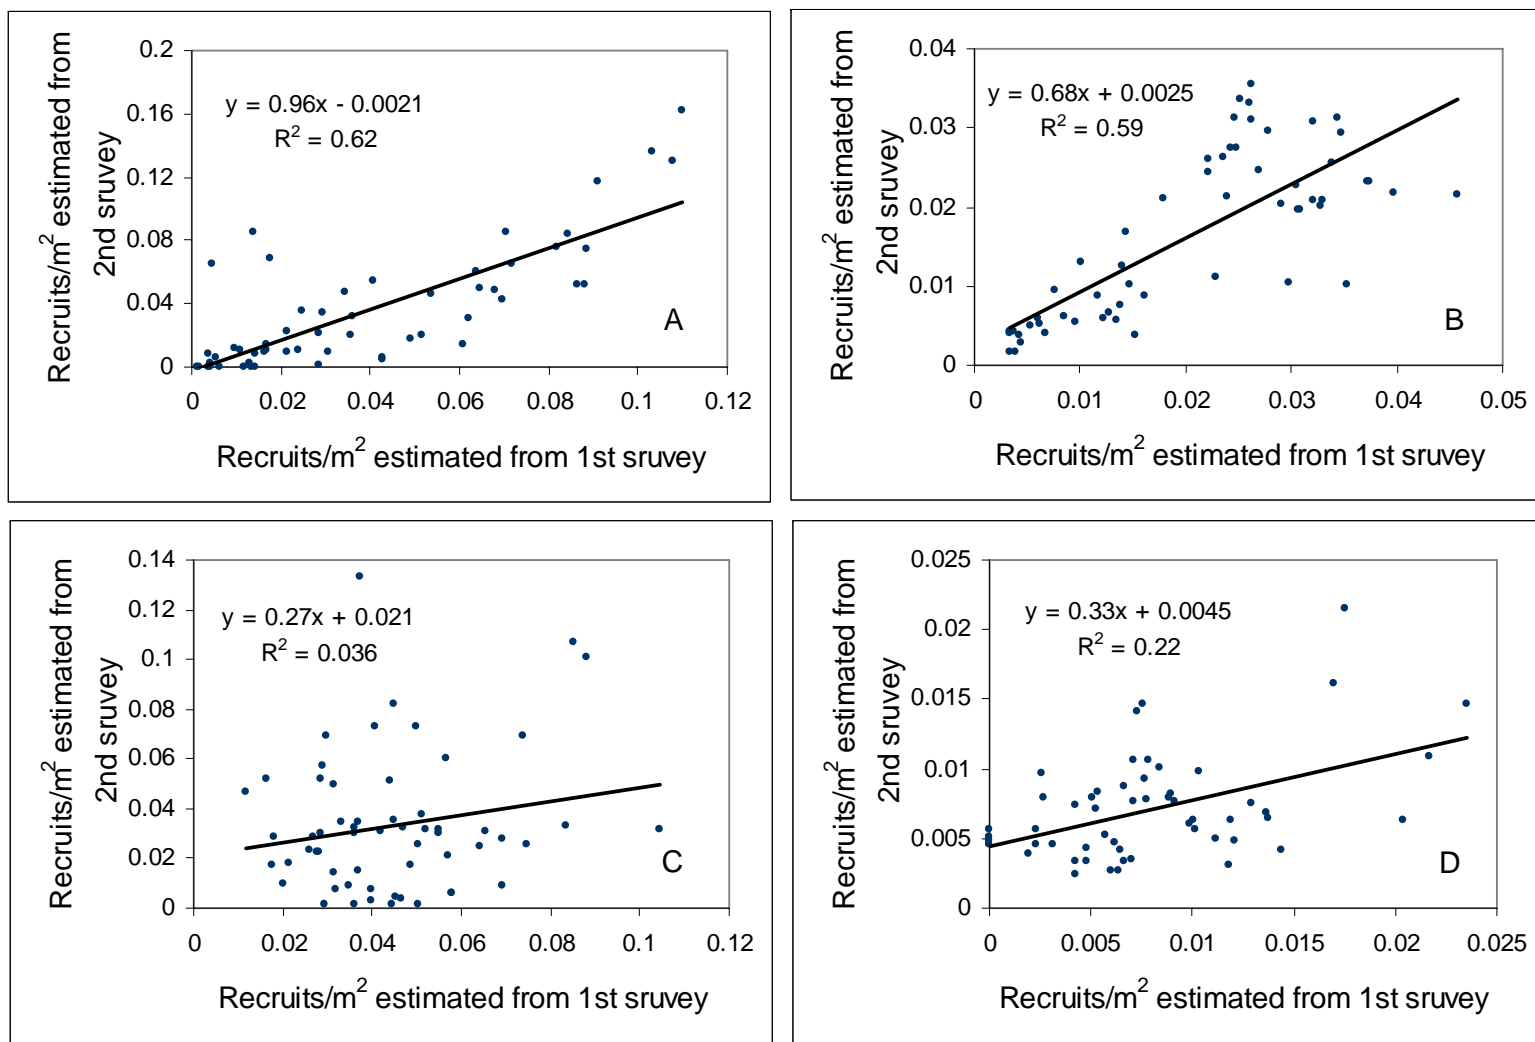 Recruits/m² estimated from
2nd sruvey
0.2
0.16
0.12
0.08
0.04
0
y = 0.96x - 0.0021
R² = 0.62
A
0 0.02 0.04 0.06 0.08 0.1 0.12
Recruits/m² estimated from 1st sruvey
Recruits/m² estimated from
2nd sruvey
0.04
0.03
0.02
0.01
0
y = 0.68x + 0.0025
R² = 0.59
B
0 0.01 0.02 0.03 0.04 0.05
Recruits/m² estimated from 1st sruvey
Recruits/m² estimated from
2nd sruvey
0.14
0.12
0.1
0.08
0.06
0.04
0.02
0
y = 0.27x + 0.021
R² = 0.036
C
0 0.02 0.04 0.06 0.08 0.1 0.12
Recruits/m² estimated from 1st sruvey
Recruits/m² estimated from
2nd sruvey
0.025
0.02
0.015
0.01
0.005
0
y = 0.33x + 0.0045
R² = 0.22
D
0 0.005 0.01 0.015 0.02 0.025
Recruits/m² estimated from 1st sruvey